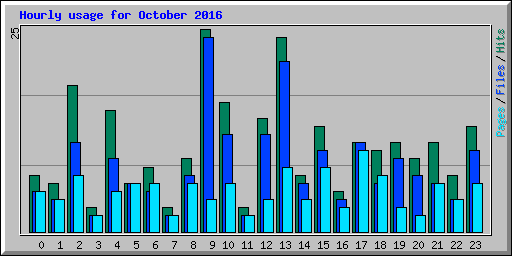 Hourly usage for October 2016
25
Pages/Files/Hits
0 1 2 3 4 5 6 7 8 9 10 11 12 13 14 15 16 17 18 19 20 21 22 23